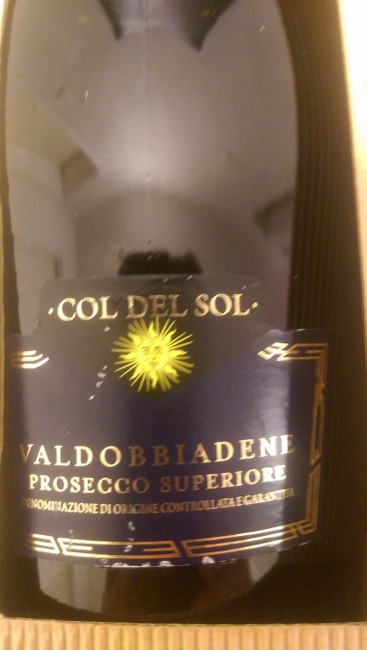 ·COL DEL SOL·
VALDOBBIADENE
PROSECCO SUPERIORE
DENOMINAZIONE DI ORIGINE CONTROLLATA E GARANTITA